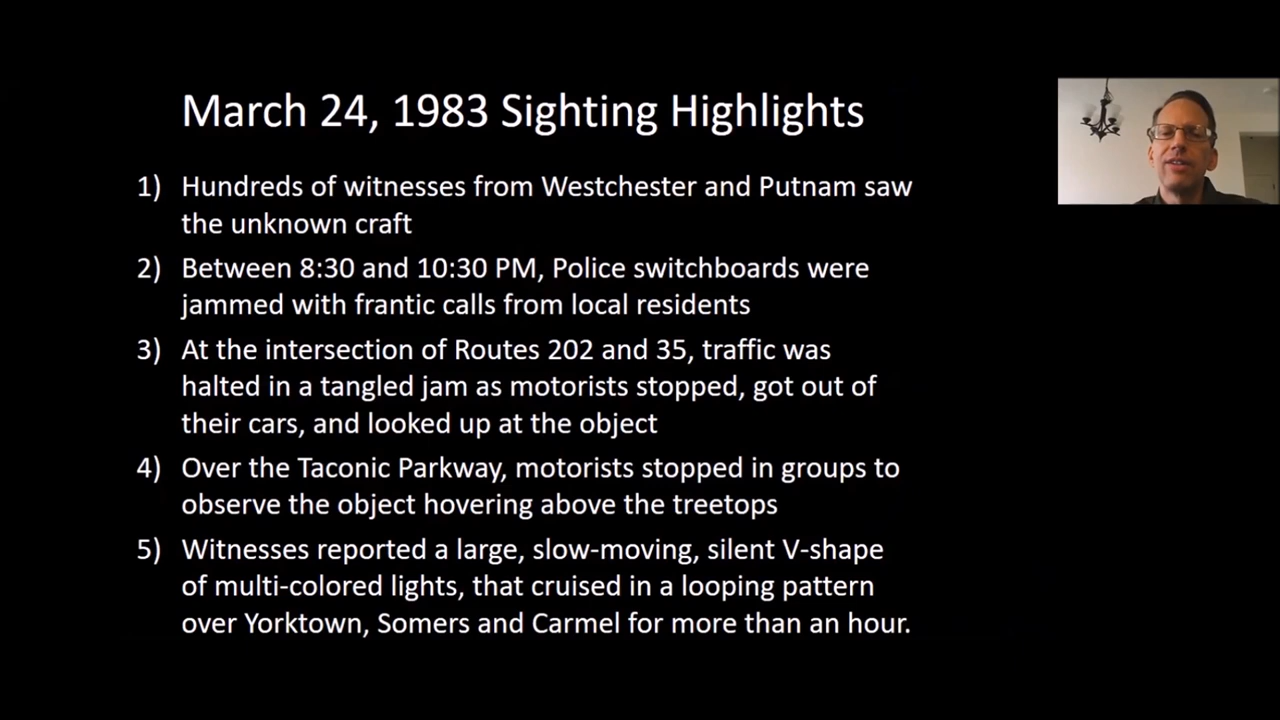 March 24, 1983 Sighting Highlights
1) Hundreds of witnesses from Westchester and Putnam saw
the unknown craft
2) Between 8:30 and 10:30 PM, Police switchboards were
jammed with frantic calls from local residents
3) At the intersection of Routes 202 and 35, traffic was
halted in a tangled jam as motorists stopped, got out of
their cars, and looked up at the object
4) Over the Taconic Parkway, motorists stopped in groups to
observe the object hovering above the treetops
5) Witnesses reported a large, slow-moving, silent V-shape
of multi-colored lights, that cruised in a looping pattern
over Yorktown, Somers and Carmel for more than an hour.